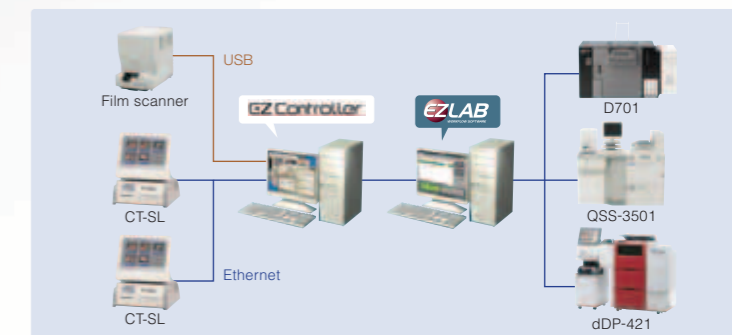 USB
Film scanner
EZ Controller
EZLAB
D701
CT-SL
QSS-3501
Ethernet
CT-SL
dDP-421